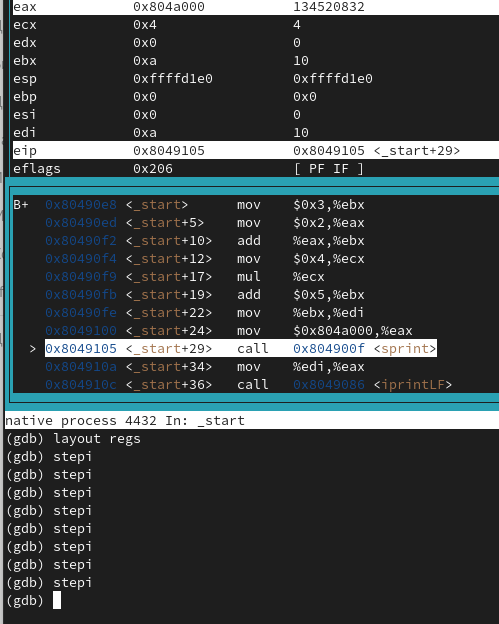 eax 0x804a000 134520832
ecx 0x4 4
edx 0x0 0
ebx 0xa 10
esp 0xffffd1e0 0xffffd1e0
ebp 0x0 0x0
esi 0x0 0
edi 0xa 10
eip 0x8049105 0x8049105 <_start+29>
eflags 0x206 [ PF IF ]
B+ 0x80490e8 <_start> mov $0x3,%ebx
0x80490ed <_start+5> mov $0x2,%eax
0x80490f2 <_start+10> add %eax,%ebx
0x80490f4 <_start+12> mov $0x4,%ecx
0x80490f9 <_start+17> mul %ecx
0x80490fb <_start+19> add $0x5,%ebx
0x80490fe <_start+22> mov %ebx,%edi
0x8049100 <_start+24> mov $0x804a000,%eax
> 0x8049105 <_start+29> call 0x804900f <sprint>
0x804910a <_start+34> mov %edi,%eax
0x804910c <_start+36> call 0x8049086 <iprintLF>
native process 4432 In: _start
(gdb) layout regs
(gdb) stepi
(gdb) stepi
(gdb) stepi
(gdb) stepi
(gdb) stepi
(gdb) stepi
(gdb) stepi
(gdb) stepi
(gdb)